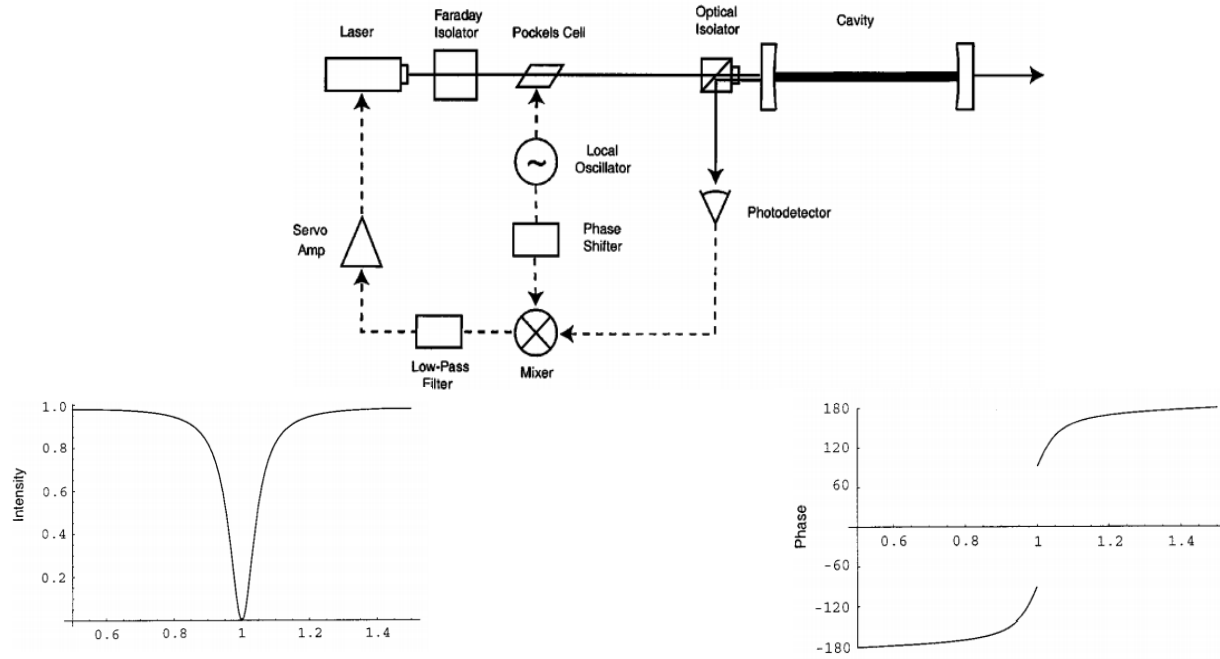 Laser
Faraday
Isolator
Pockels Cell
Optical
Isolator
Cavity
~
Local
Oscillator
Photodetector
Phase
Shifter
Servo
Amp
Low-Pass
Filter
Mixer
Intensity
1.0
0.8
0.6
0.4
0.2
0.6 0.8 1 1.2 1.4
Phase
180
120
60
0.6 0.8 1 1.2 1.4
-60
-120
-180